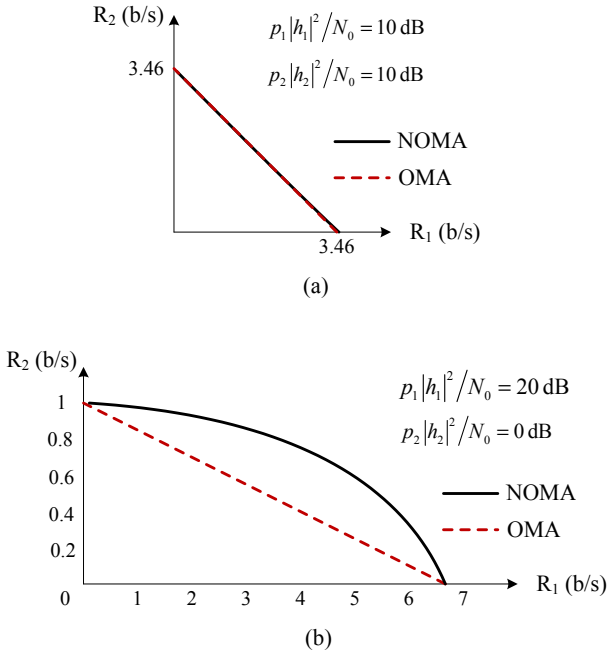 R₂ (b/s)
p₁|h₁|²/N₀ = 10 dB
3.46
p₂|h₂|²/N₀ = 10 dB
NOMA
OMA
R₁ (b/s)
3.46
(a)
R₂ (b/s)
p₁|h₁|²/N₀ = 20 dB
1
p₂|h₂|²/N₀ = 0 dB
0.8
0.6
NOMA
0.4
OMA
0.2
0 1 2 3 4 5 6 7 R₁ (b/s)
(b)